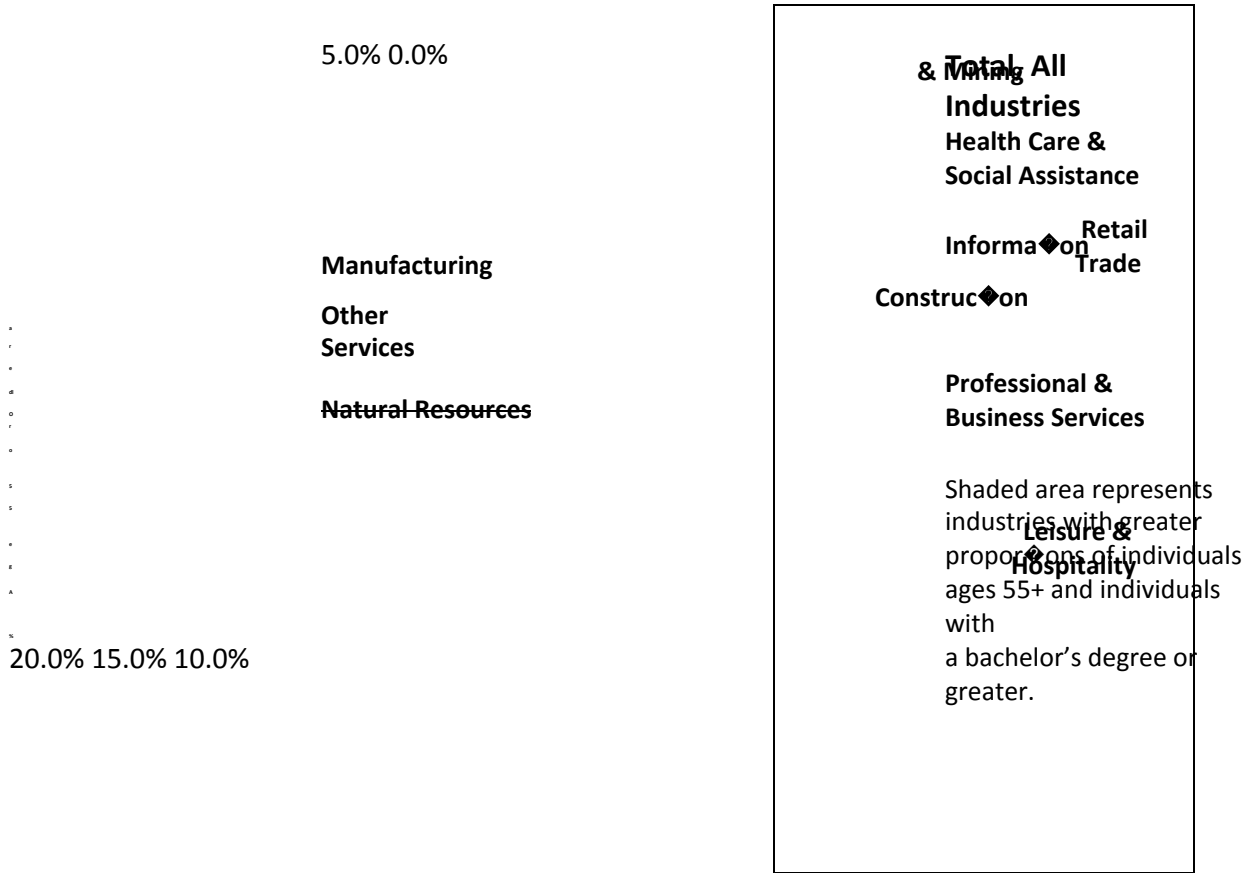 5.0% 0.0%
Manufacturing
Other
Services
Natural Resources
20.0% 15.0% 10.0%
& Mining
Total, All
Industries
Health Care &
Social Assistance
Retail
Trade
Informa�on
Construc�on
Professional &
Business Services
Shaded area represents
industries with greater
propor�ons of individuals
ages 55+ and individuals
with
a bachelor’s degree or
greater.
Leisure &
Hospitality